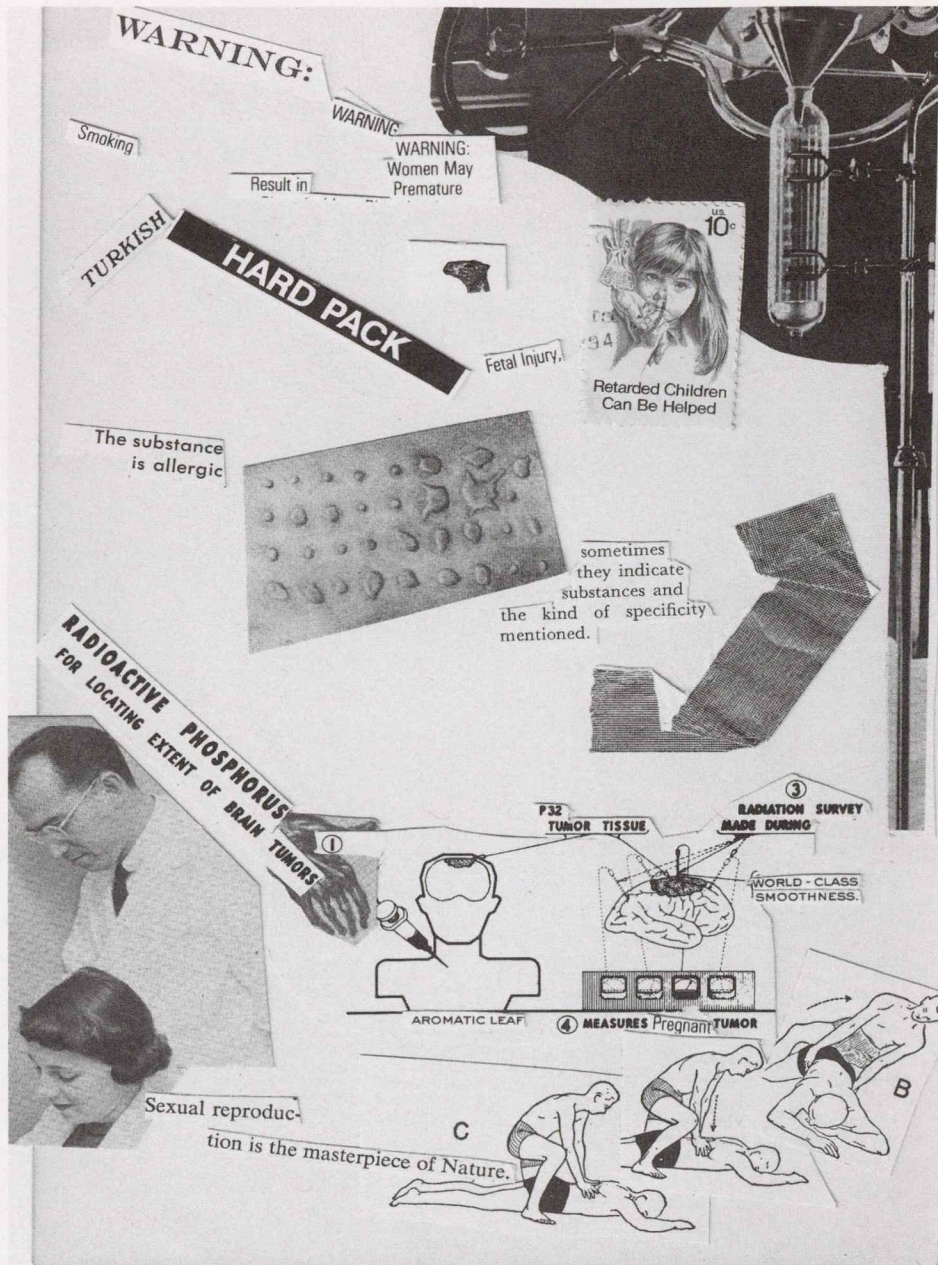 WARNING:
WARNING
Smoking
WARNING:
Women May
Premature
Result in
TURKISH
HARD PACK
U.S.
10c
94
Retarded Children
Can Be Helped
Fetal Injury,
The substance
is allergic
sometimes
they indicate
substances and
the kind of specificity
mentioned.
RADIOACTIVE PHOSPHORUS
FOR LOCATING EXTENT OF BRAIN
TUMORS
①
P32
TUMOR TISSUE
③
RADIATION SURVEY
MADE DURING
WORLD-CLASS
SMOOTHNESS.
AROMATIC LEAF
④ MEASURES Pregnant TUMOR
B
C
Sexual reproduc-
tion is the masterpiece of Nature.